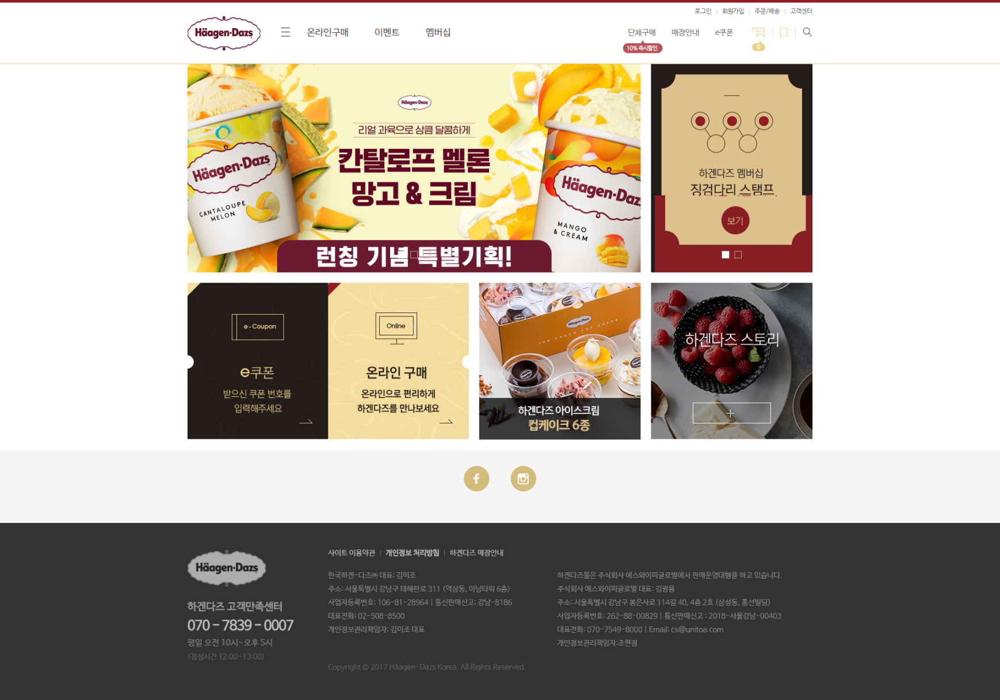 로그인 | 회원가입 | 주문/배송 | 고객센터
Häagen-Dazs
온라인구매 이벤트 멤버십
단체구매 매장안내 e쿠폰
10% 즉시할인
0
Häagen-Dazs
리얼 과육으로 상큼 달콤하게
칸탈로프 멜론
망고 & 크림
런칭 기념 특별기획!
Häagen-Dazs
CANTALOUPE
MELON
Häagen-Dazs
MANGO
& CREAM
하겐다즈 멤버십
징검다리 스탬프
보기
e-Coupon
e쿠폰
받으신 쿠폰 번호를
입력해주세요
Online
온라인 구매
온라인으로 편리하게
하겐다즈를 만나보세요
Häagen-Dazs
ICE CREAM CUP CAKES
하겐다즈 아이스크림
컵케이크 6종
하겐다즈 스토리
Häagen-Dazs
하겐다즈 고객만족센터
070 - 7839 - 0007
평일 오전 10시~오후 5시
(점심시간 12:00~13:00)
사이트 이용약관 | 개인정보 처리방침 | 하겐다즈 매장안내
한국하겐-다즈㈜ 대표: 김미조
주소: 서울특별시 강남구 테헤란로 311 (역삼동, 아남타워 6층)
사업자등록번호: 106-81-28964 | 통신판매신고: 강남-8186
대표전화: 02-508-8500
개인정보관리책임자: 김미조 대표
하겐다즈몰은 주식회사 에스와이피글로벌에서 판매운영대행을 하고 있습니다.
주식회사 에스와이피글로벌 대표: 김광용
주소: 서울특별시 강남구 봉은사로 114길 40, 4층 2호 (삼성동, 홍선빌딩)
사업자등록번호: 262-88-00829 | 통신판매신고 : 2018-서울강남-00403
대표전화: 070-7549-8000 | Email: cs@unitoa.com
개인정보관리책임자:조현정
Copyright © 2017 Häagen-Dazs Korea. All Rights Reserved.